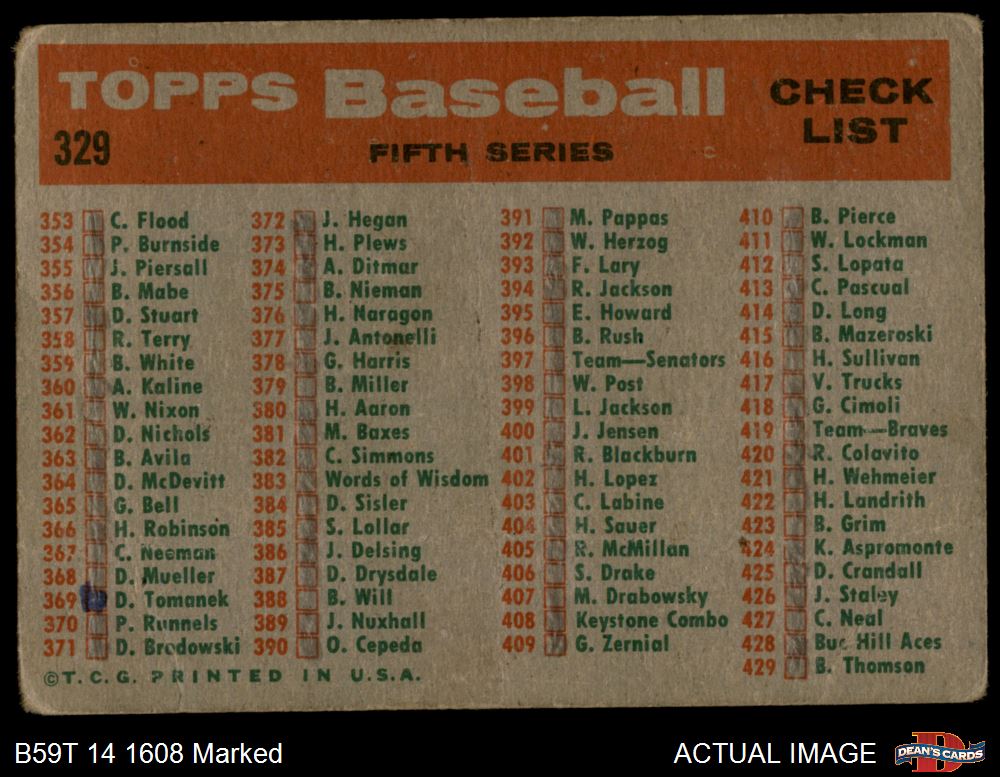 TOPPS Baseball CHECK LIST
329 FIFTH SERIES
353 C. Flood
354 P. Burnside
355 J. Piersall
356 B. Mabe
357 D. Stuart
358 R. Terry
359 B. White
360 A. Kaline
361 W. Nixon
362 D. Nichols
363 B. Avila
364 D. McDevitt
365 G. Bell
366 H. Robinson
367 C. Neeman
368 D. Mueller
369 D. Tomanek
370 P. Runnels
371 D. Brodowski
372 J. Hegan
373 H. Plews
374 A. Ditmar
375 B. Nieman
376 H. Naragon
377 J. Antonelli
378 G. Harris
379 B. Miller
380 H. Aaron
381 M. Baxes
382 C. Simmons
383 Words of Wisdom
384 D. Sisler
385 S. Lollar
386 J. Delsing
387 D. Drysdale
388 B. Will
389 J. Nuxhall
390 O. Cepeda
391 M. Pappas
392 W. Herzog
393 F. Lary
394 R. Jackson
395 E. Howard
396 B. Rush
397 Team—Senators
398 W. Post
399 L. Jackson
400 J. Jensen
401 R. Blackburn
402 H. Lopez
403 C. Labine
404 H. Sauer
405 R. McMillan
406 S. Drake
407 M. Drabowsky
408 Keystone Combo
409 G. Zernial
410 B. Pierce
411 W. Lockman
412 S. Lopata
413 C. Pascual
414 D. Long
415 B. Mazeroski
416 H. Sullivan
417 V. Trucks
418 G. Cimoli
419 Team—Braves
420 R. Colavito
421 H. Wehmeier
422 H. Landrith
423 B. Grim
424 K. Aspromonte
425 D. Crandall
426 J. Staley
427 C. Neal
428 Buc Hill Aces
429 B. Thomson
©T.C.G. PRINTED IN U.S.A.
B59T 14 1608 Marked
ACTUAL IMAGE
DEAN'S CARDS